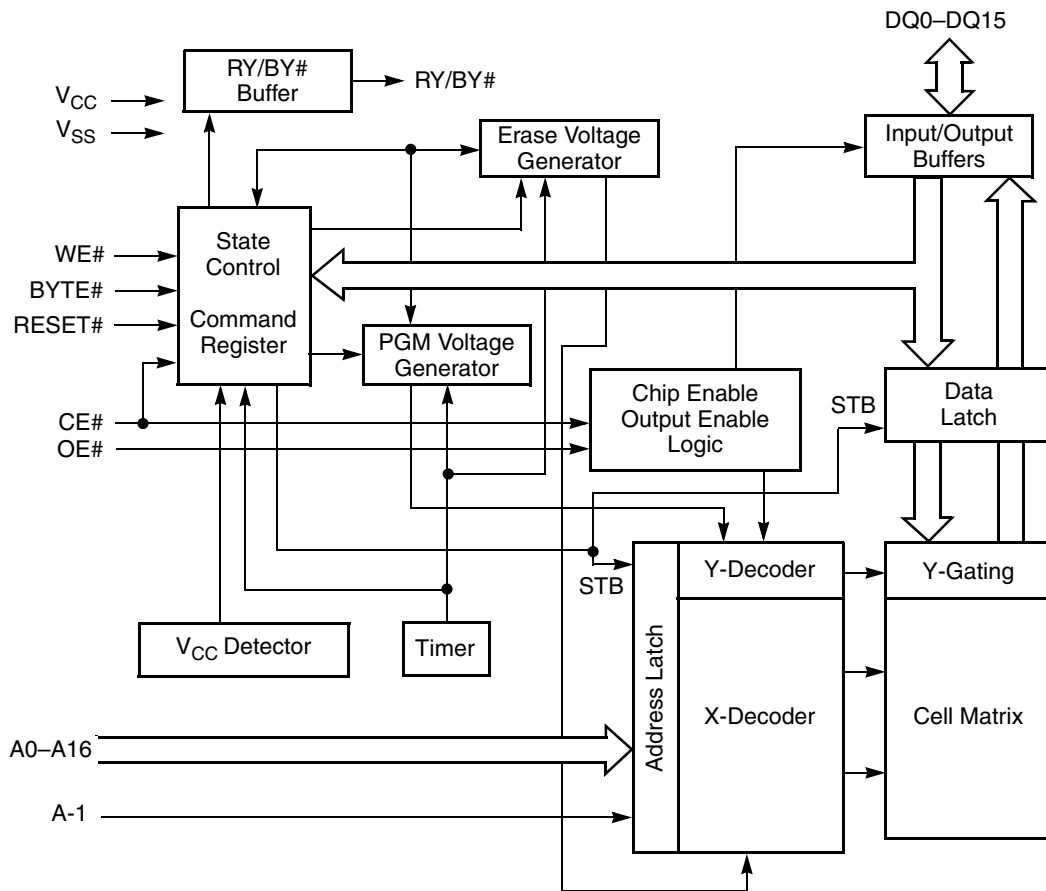 DQ0–DQ15
RY/BY#
Buffer
RY/BY#
VCC
VSS
Erase Voltage
Generator
Input/Output
Buffers
State
Control
Command
Register
WE#
BYTE#
RESET#
PGM Voltage
Generator
Chip Enable
Output Enable
Logic
STB
Data
Latch
CE#
OE#
STB
Y-Decoder
Y-Gating
VCC Detector
Timer
Address Latch
X-Decoder
Cell Matrix
A0–A16
A-1